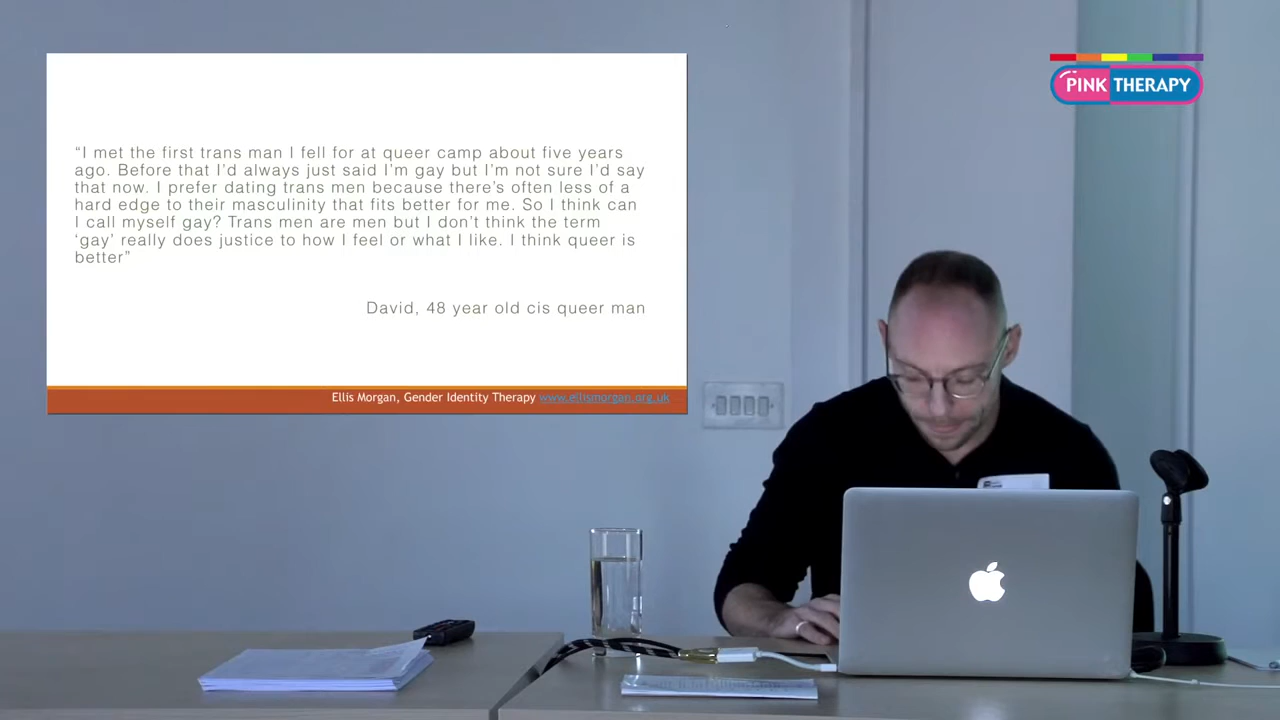 “I met the first trans man I fell for at queer camp about five years
ago. Before that I’d always just said I’m gay but I’m not sure I’d say
that now. I prefer dating trans men because there’s often less of a
hard edge to their masculinity that fits better for me. So I think can
I call myself gay? Trans men are men but I don’t think the term
‘gay’ really does justice to how I feel or what I like. I think queer is
better”
David, 48 year old cis queer man
Ellis Morgan, Gender Identity Therapy www.ellismorgan.org.uk
PINK THERAPY